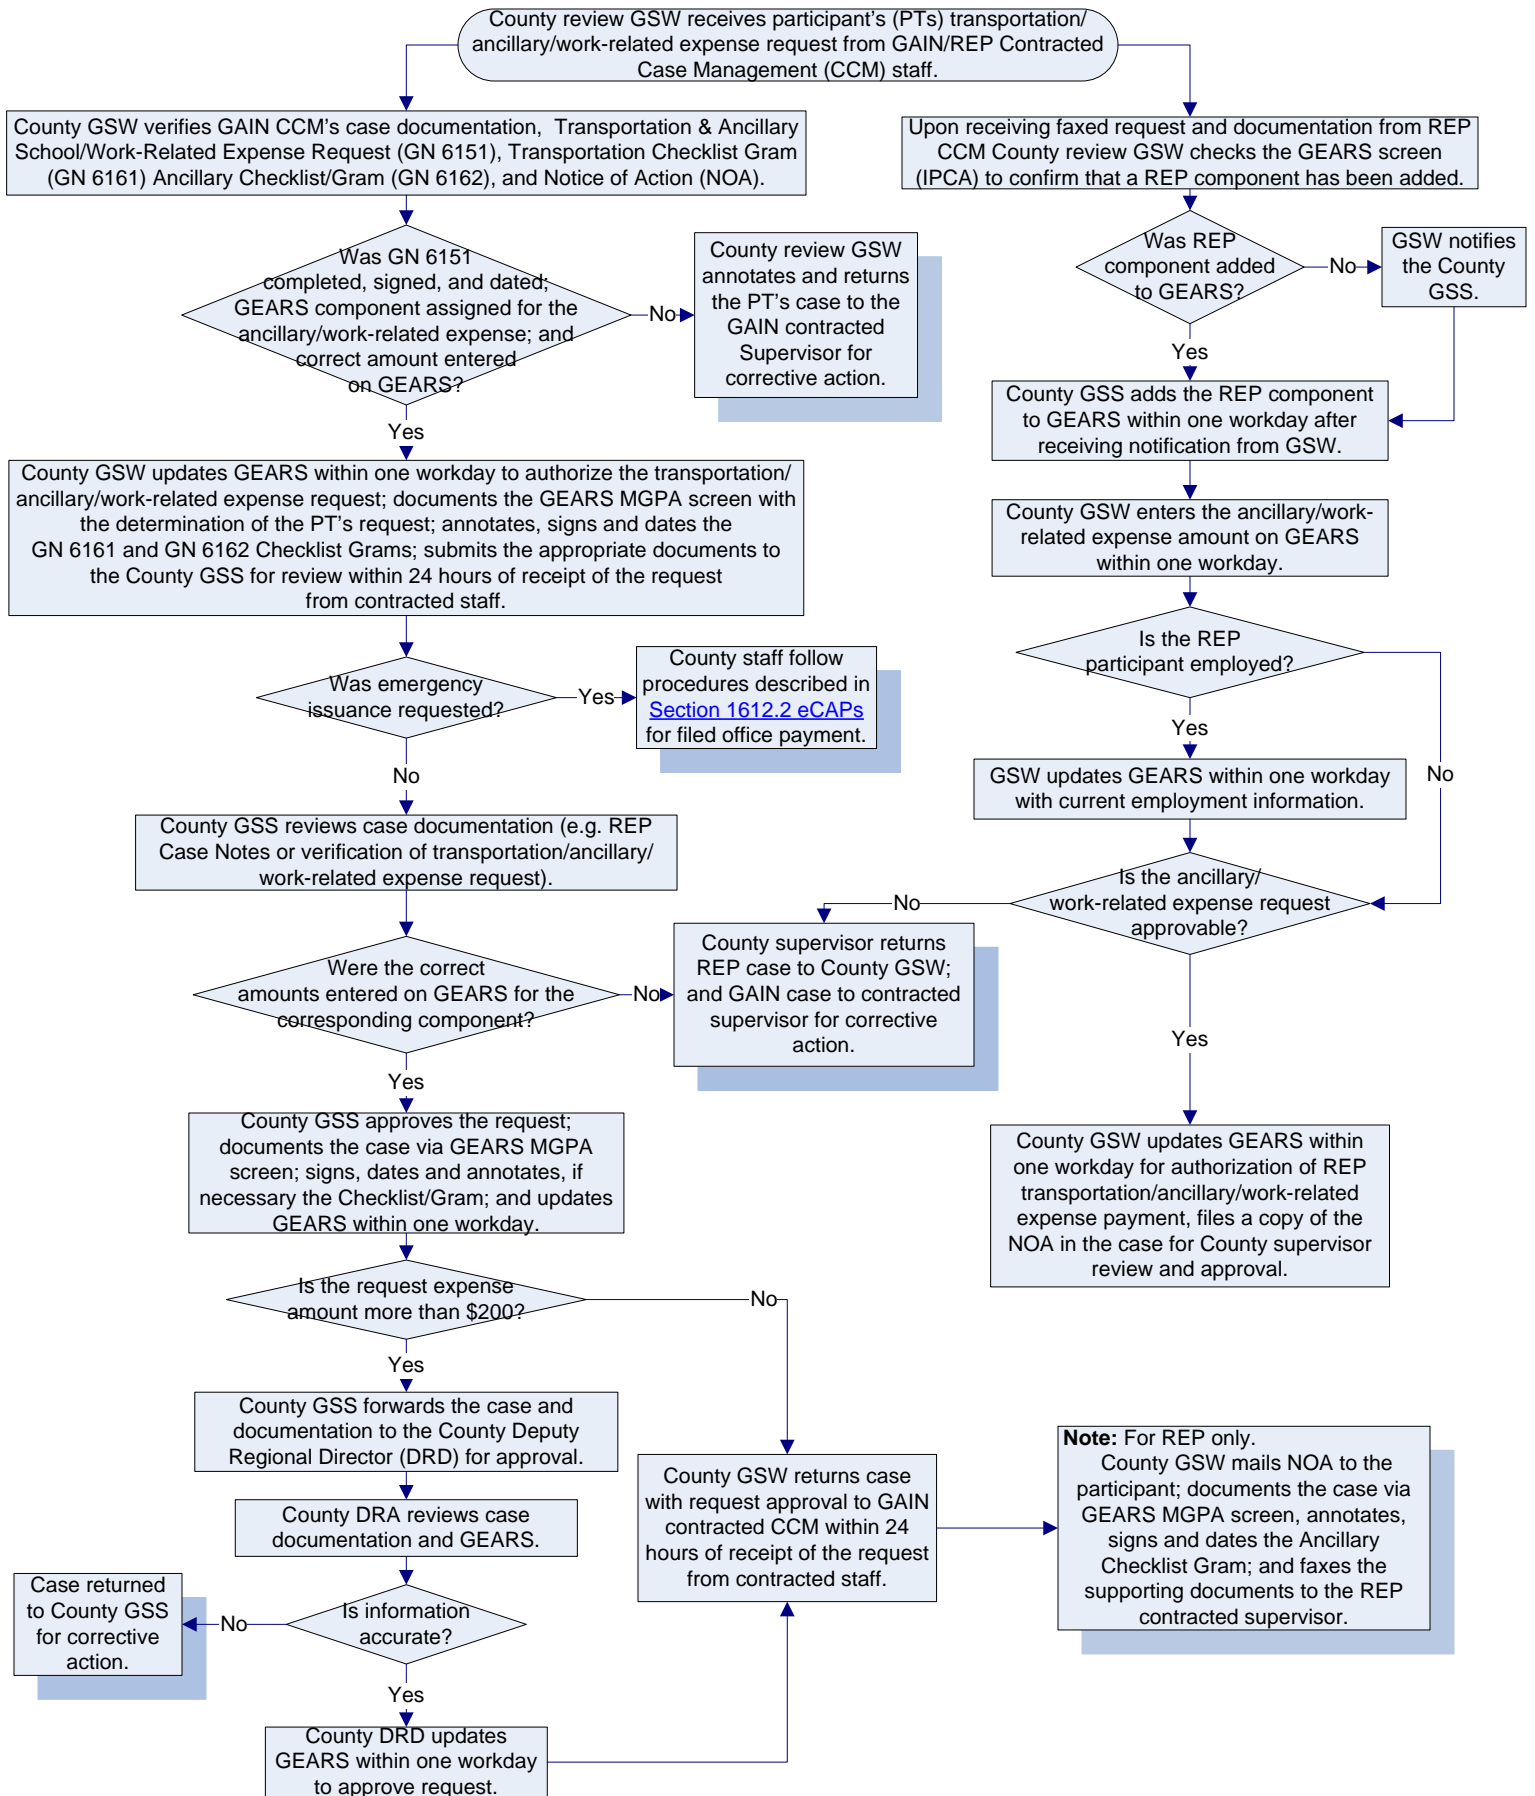 County review GSW receives participant's (PTs) transportation/
ancillary/work-related expense request from GAIN/REP Contracted
Case Management (CCM) staff.
County GSW verifies GAIN CCM's case documentation, Transportation & Ancillary
School/Work-Related Expense Request (GN 6151), Transportation Checklist Gram
(GN 6161) Ancillary Checklist/Gram (GN 6162), and Notice of Action (NOA).
Was GN 6151
completed, signed, and dated;
GEARS component assigned for the
ancillary/work-related expense; and
correct amount entered
on GEARS?
No
County review GSW
annotates and returns
the PT's case to the
GAIN contracted
Supervisor for
corrective action.
Yes
County GSW updates GEARS within one workday to authorize the transportation/
ancillary/work-related expense request; documents the GEARS MGPA screen with
the determination of the PT's request; annotates, signs and dates the
GN 6161 and GN 6162 Checklist Grams; submits the appropriate documents to
the County GSS for review within 24 hours of receipt of the request
from contracted staff.
Was emergency
issuance requested?
Yes
County staff follow
procedures described in
Section 1612.2 eCAPs
for filed office payment.
No
County GSS reviews case documentation (e.g. REP
Case Notes or verification of transportation/ancillary/
work-related expense request).
Were the correct
amounts entered on GEARS for the
corresponding component?
No
County supervisor returns
REP case to County GSW;
and GAIN case to contracted
supervisor for corrective
action.
Yes
County GSS approves the request;
documents the case via GEARS MGPA
screen; signs, dates and annotates, if
necessary the Checklist/Gram; and updates
GEARS within one workday.
Is the request expense
amount more than $200?
No
Yes
County GSS forwards the case and
documentation to the County Deputy
Regional Director (DRD) for approval.
County DRA reviews case
documentation and GEARS.
Is information
accurate?
No
Case returned
to County GSS
for corrective
action.
Yes
County DRD updates
GEARS within one workday
to approve request.
County GSW returns case
with request approval to GAIN
contracted CCM within 24
hours of receipt of the request
from contracted staff.
Note: For REP only.
County GSW mails NOA to the
participant; documents the case via
GEARS MGPA screen, annotates,
signs and dates the Ancillary
Checklist Gram; and faxes the
supporting documents to the REP
contracted supervisor.
Upon receiving faxed request and documentation from REP
CCM County review GSW checks the GEARS screen
(IPCA) to confirm that a REP component has been added.
Was REP
component added
to GEARS?
No
GSW notifies
the County
GSS.
Yes
County GSS adds the REP component
to GEARS within one workday after
receiving notification from GSW.
County GSW enters the ancillary/work-
related expense amount on GEARS
within one workday.
Is the REP
participant employed?
Yes
No
GSW updates GEARS within one workday
with current employment information.
Is the ancillary/
work-related expense request
approvable?
No
Yes
County GSW updates GEARS within
one workday for authorization of REP
transportation/ancillary/work-related
expense payment, files a copy of the
NOA in the case for County supervisor
review and approval.